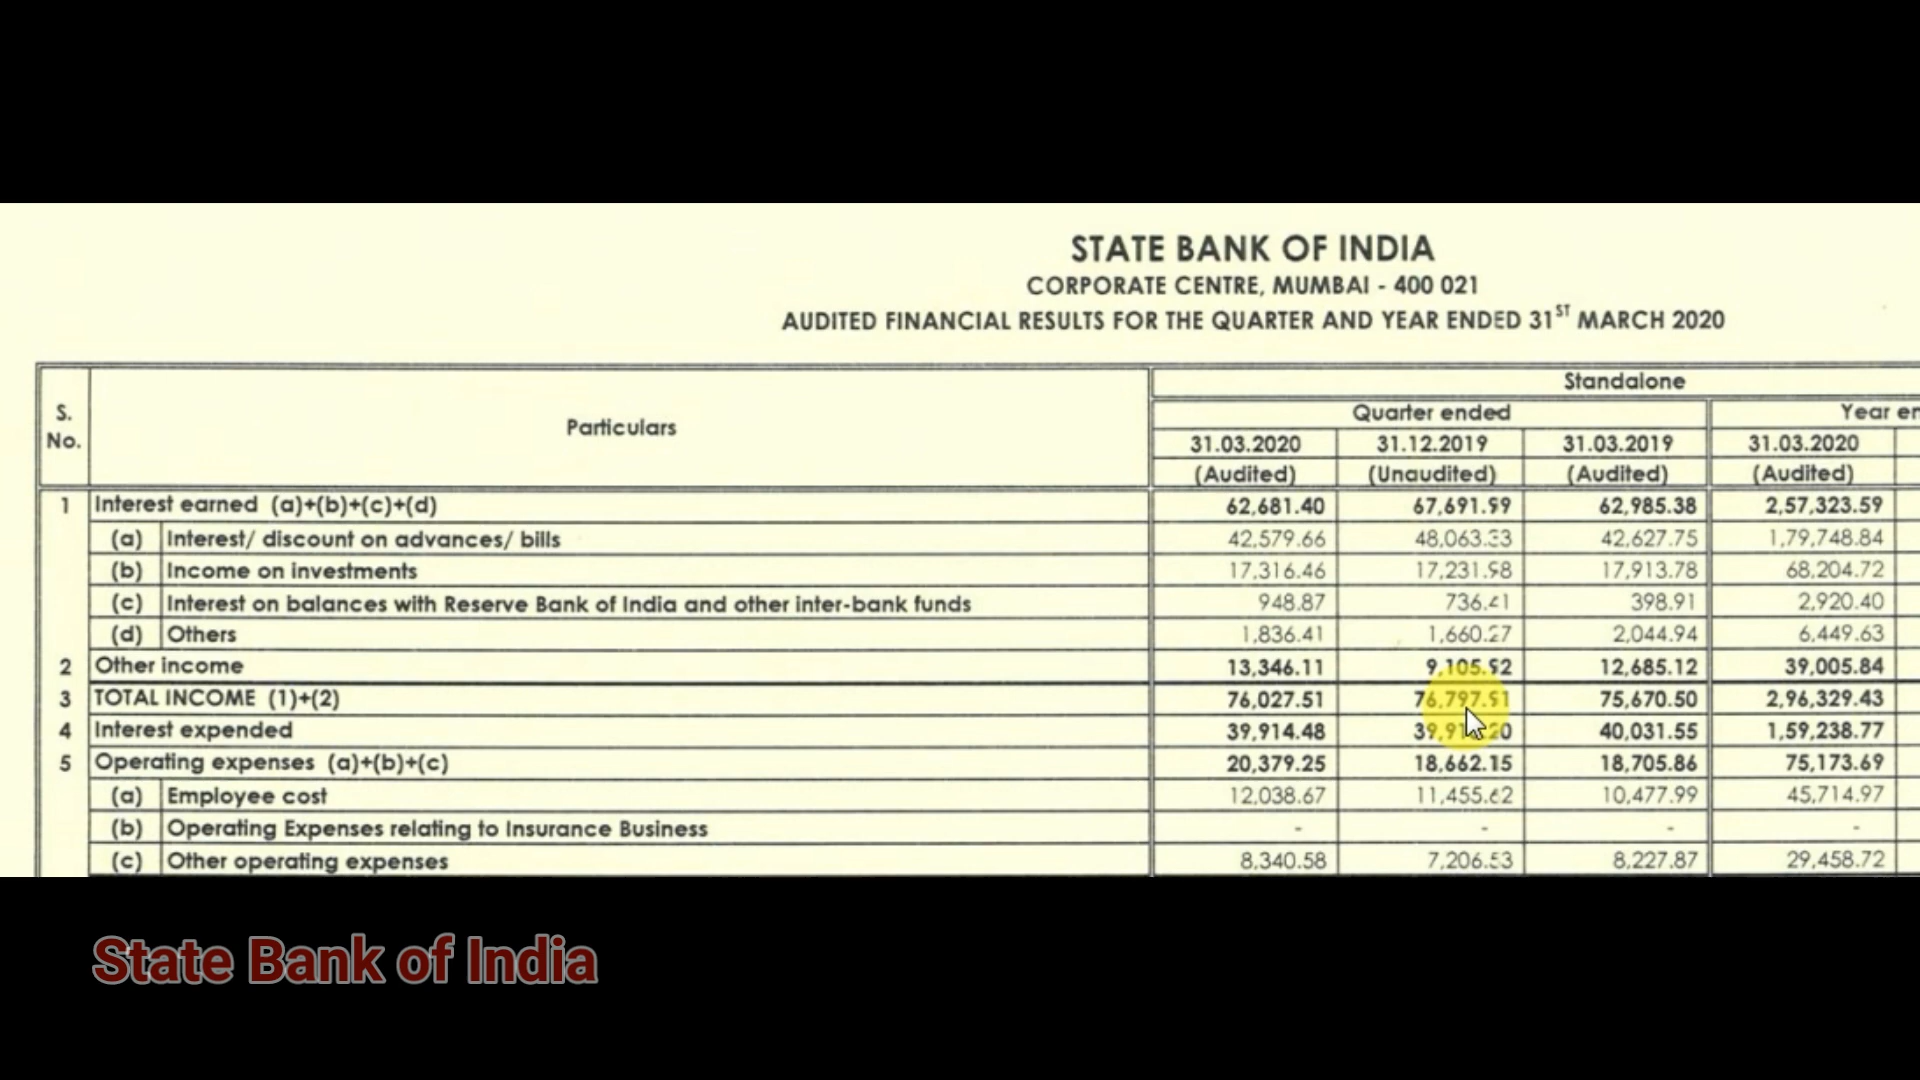 STATE BANK OF INDIA
CORPORATE CENTRE, MUMBAI - 400 021
AUDITED FINANCIAL RESULTS FOR THE QUARTER AND YEAR ENDED 31ST MARCH 2020
S. No. Particulars Standalone
Quarter ended
31.03.2020 31.12.2019 31.03.2019 31.03.2020
(Audited) (Unaudited) (Audited) (Audited)
1 Interest earned (a)+(b)+(c)+(d) 62,681.40 67,691.99 62,985.38 2,57,323.59
(a) Interest/ discount on advances/ bills 42,579.66 48,063.33 42,627.75 1,79,748.84
(b) Income on investments 17,316.46 17,231.98 17,913.78 68,204.72
(c) Interest on balances with Reserve Bank of India and other inter-bank funds 948.87 736.41 398.91 2,920.40
(d) Others 1,836.41 1,660.27 2,044.94 6,449.63
2 Other income 13,346.11 9,105.92 12,685.12 39,005.84
3 TOTAL INCOME (1)+(2) 76,027.51 76,797.91 75,670.50 2,96,329.43
4 Interest expended 39,914.48 40,031.55 1,59,238.77
5 Operating expenses (a)+(b)+(c) 20,379.25 18,662.15 18,705.86 75,173.69
(a) Employee cost 12,038.67 11,455.62 10,477.99 45,714.97
(b) Operating Expenses relating to Insurance Business - - - -
(c) Other operating expenses 8,340.58 7,206.53 8,227.87 29,458.72
State Bank of India